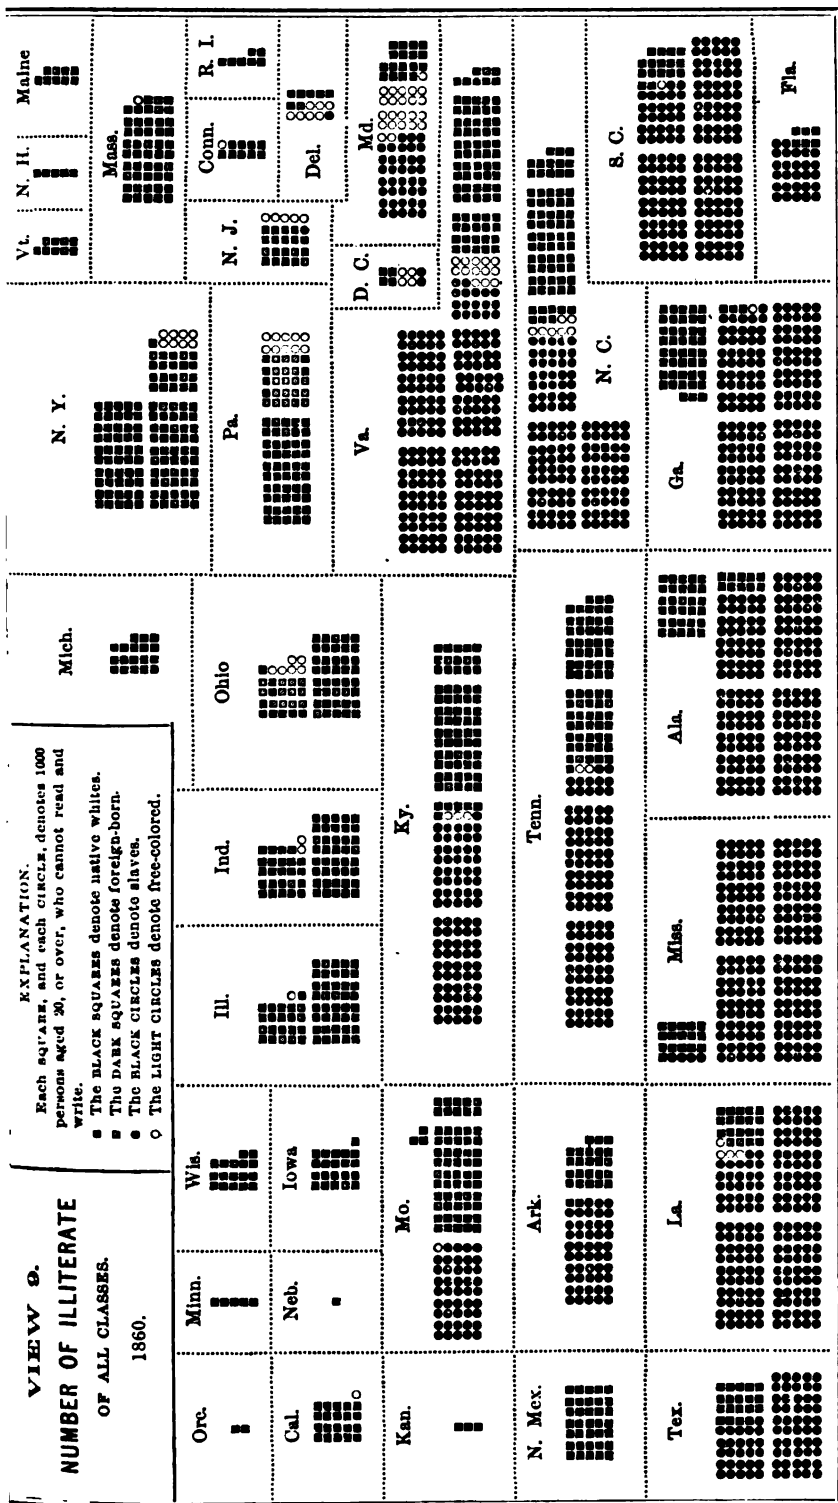 VIEW 9.
NUMBER OF ILLITERATE
OF ALL CLASSES.
1860.
EXPLANATION.
Each SQUARE, and each CIRCLE, denotes 1000
persons aged 20, or over, who cannot read and
write.
The BLACK SQUARES denote native whites.
The DARK SQUARES denote foreign-born.
The BLACK CIRCLES denote slaves.
The LIGHT CIRCLES denote free-colored.
Mich.
N. Y.
Vt.
N. H.
Maine
Mass.
Ore.
Minn.
Wis.
Ill.
Ind.
Ohio
Pa.
N. J.
Conn.
R. I.
Cal.
Neb.
Iowa
Del.
Kan.
Mo.
Ky.
Va.
D. C.
Md.
N. Mex.
Ark.
Tenn.
N. C.
S. C.
Tex.
La.
Miss.
Ala.
Ga.
Fla.